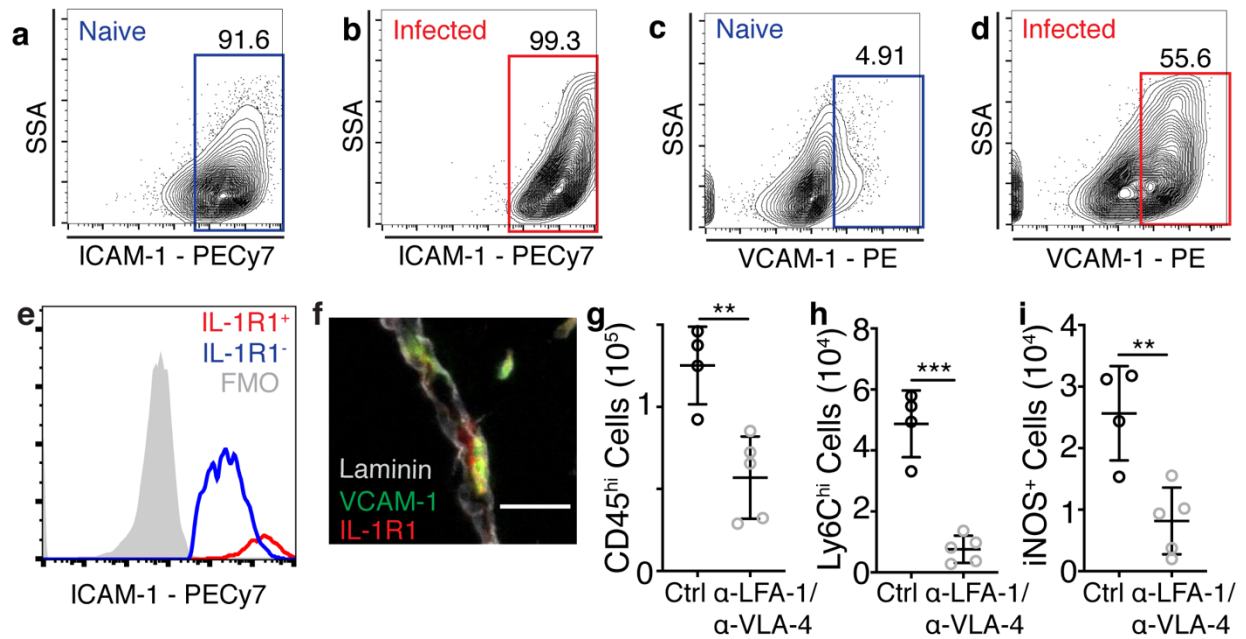 a
Naive
91.6
SSA
ICAM-1 - PECy7
b
Infected
99.3
SSA
ICAM-1 - PECy7
c
Naive
4.91
SSA
VCAM-1 - PE
d
Infected
55.6
SSA
VCAM-1 - PE
e
IL-1R1⁺
IL-1R1⁻
FMO
ICAM-1 - PECy7
f
Laminin
VCAM-1
IL-1R1
g
**
CD45ʰⁱ Cells (10⁵)
1
0
Ctrl α-LFA-1/
α-VLA-4
h
***
Ly6Cʰⁱ Cells (10⁴)
8
6
4
2
0
Ctrl α-LFA-1/
α-VLA-4
i
**
iNOS⁺ Cells (10⁴)
4
3
2
1
0
Ctrl α-LFA-1/
α-VLA-4